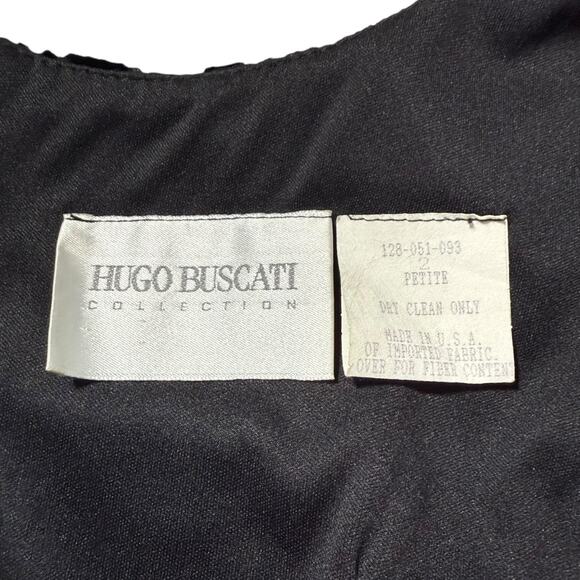 HUGO BUSCATI
COLLECTION
128-051-093
2
PETITE
DRY CLEAN ONLY
MADE IN U.S.A.
OF IMPORTED FABRIC.
OVER FOR FIBER CONTEN